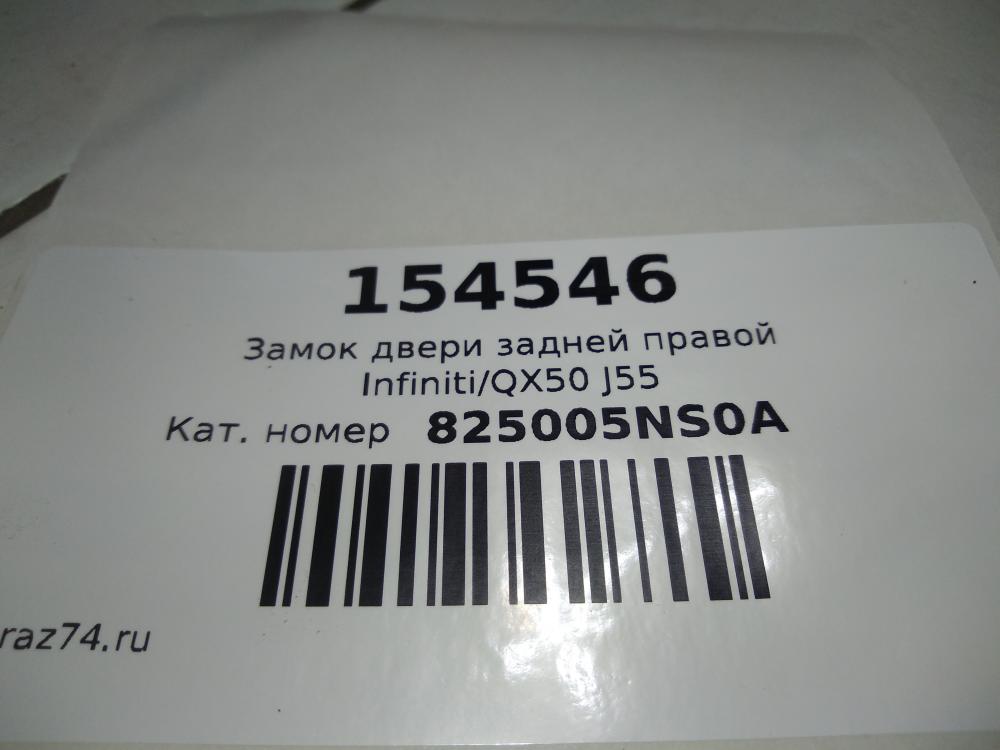 154546
Замок двери задней правой
Infiniti/QX50 J55
Кат. номер 825005NS0A
raz74.ru